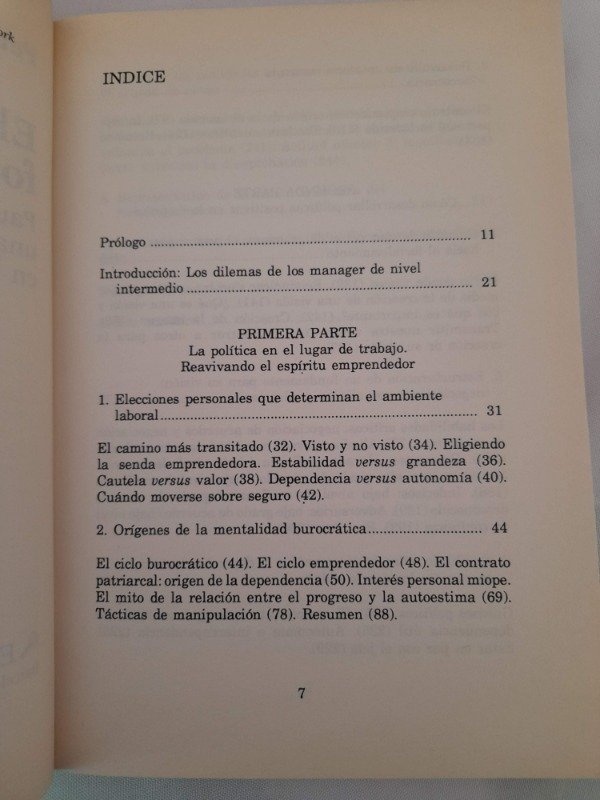 INDICE
Prólogo ........ 11
Introducción: Los dilemas de los manager de nivel
intermedio ........ 21
PRIMERA PARTE
La política en el lugar de trabajo.
Reavivando el espíritu emprendedor
1. Elecciones personales que determinan el ambiente
laboral ........ 31
El camino más transitado (32). Visto y no visto (34). Eligiendo
la senda emprendedora. Estabilidad versus grandeza (36).
Cautela versus valor (38). Dependencia versus autonomía (40).
Cuándo moverse sobre seguro (42).
2. Orígenes de la mentalidad burocrática ........ 44
El ciclo burocrático (44). El ciclo emprendedor (48). El contrato
patriarcal: origen de la dependencia (50). Interés personal miope.
El mito de la relación entre el progreso y la autoestima (69).
Tácticas de manipulación (78). Resumen (88).
7